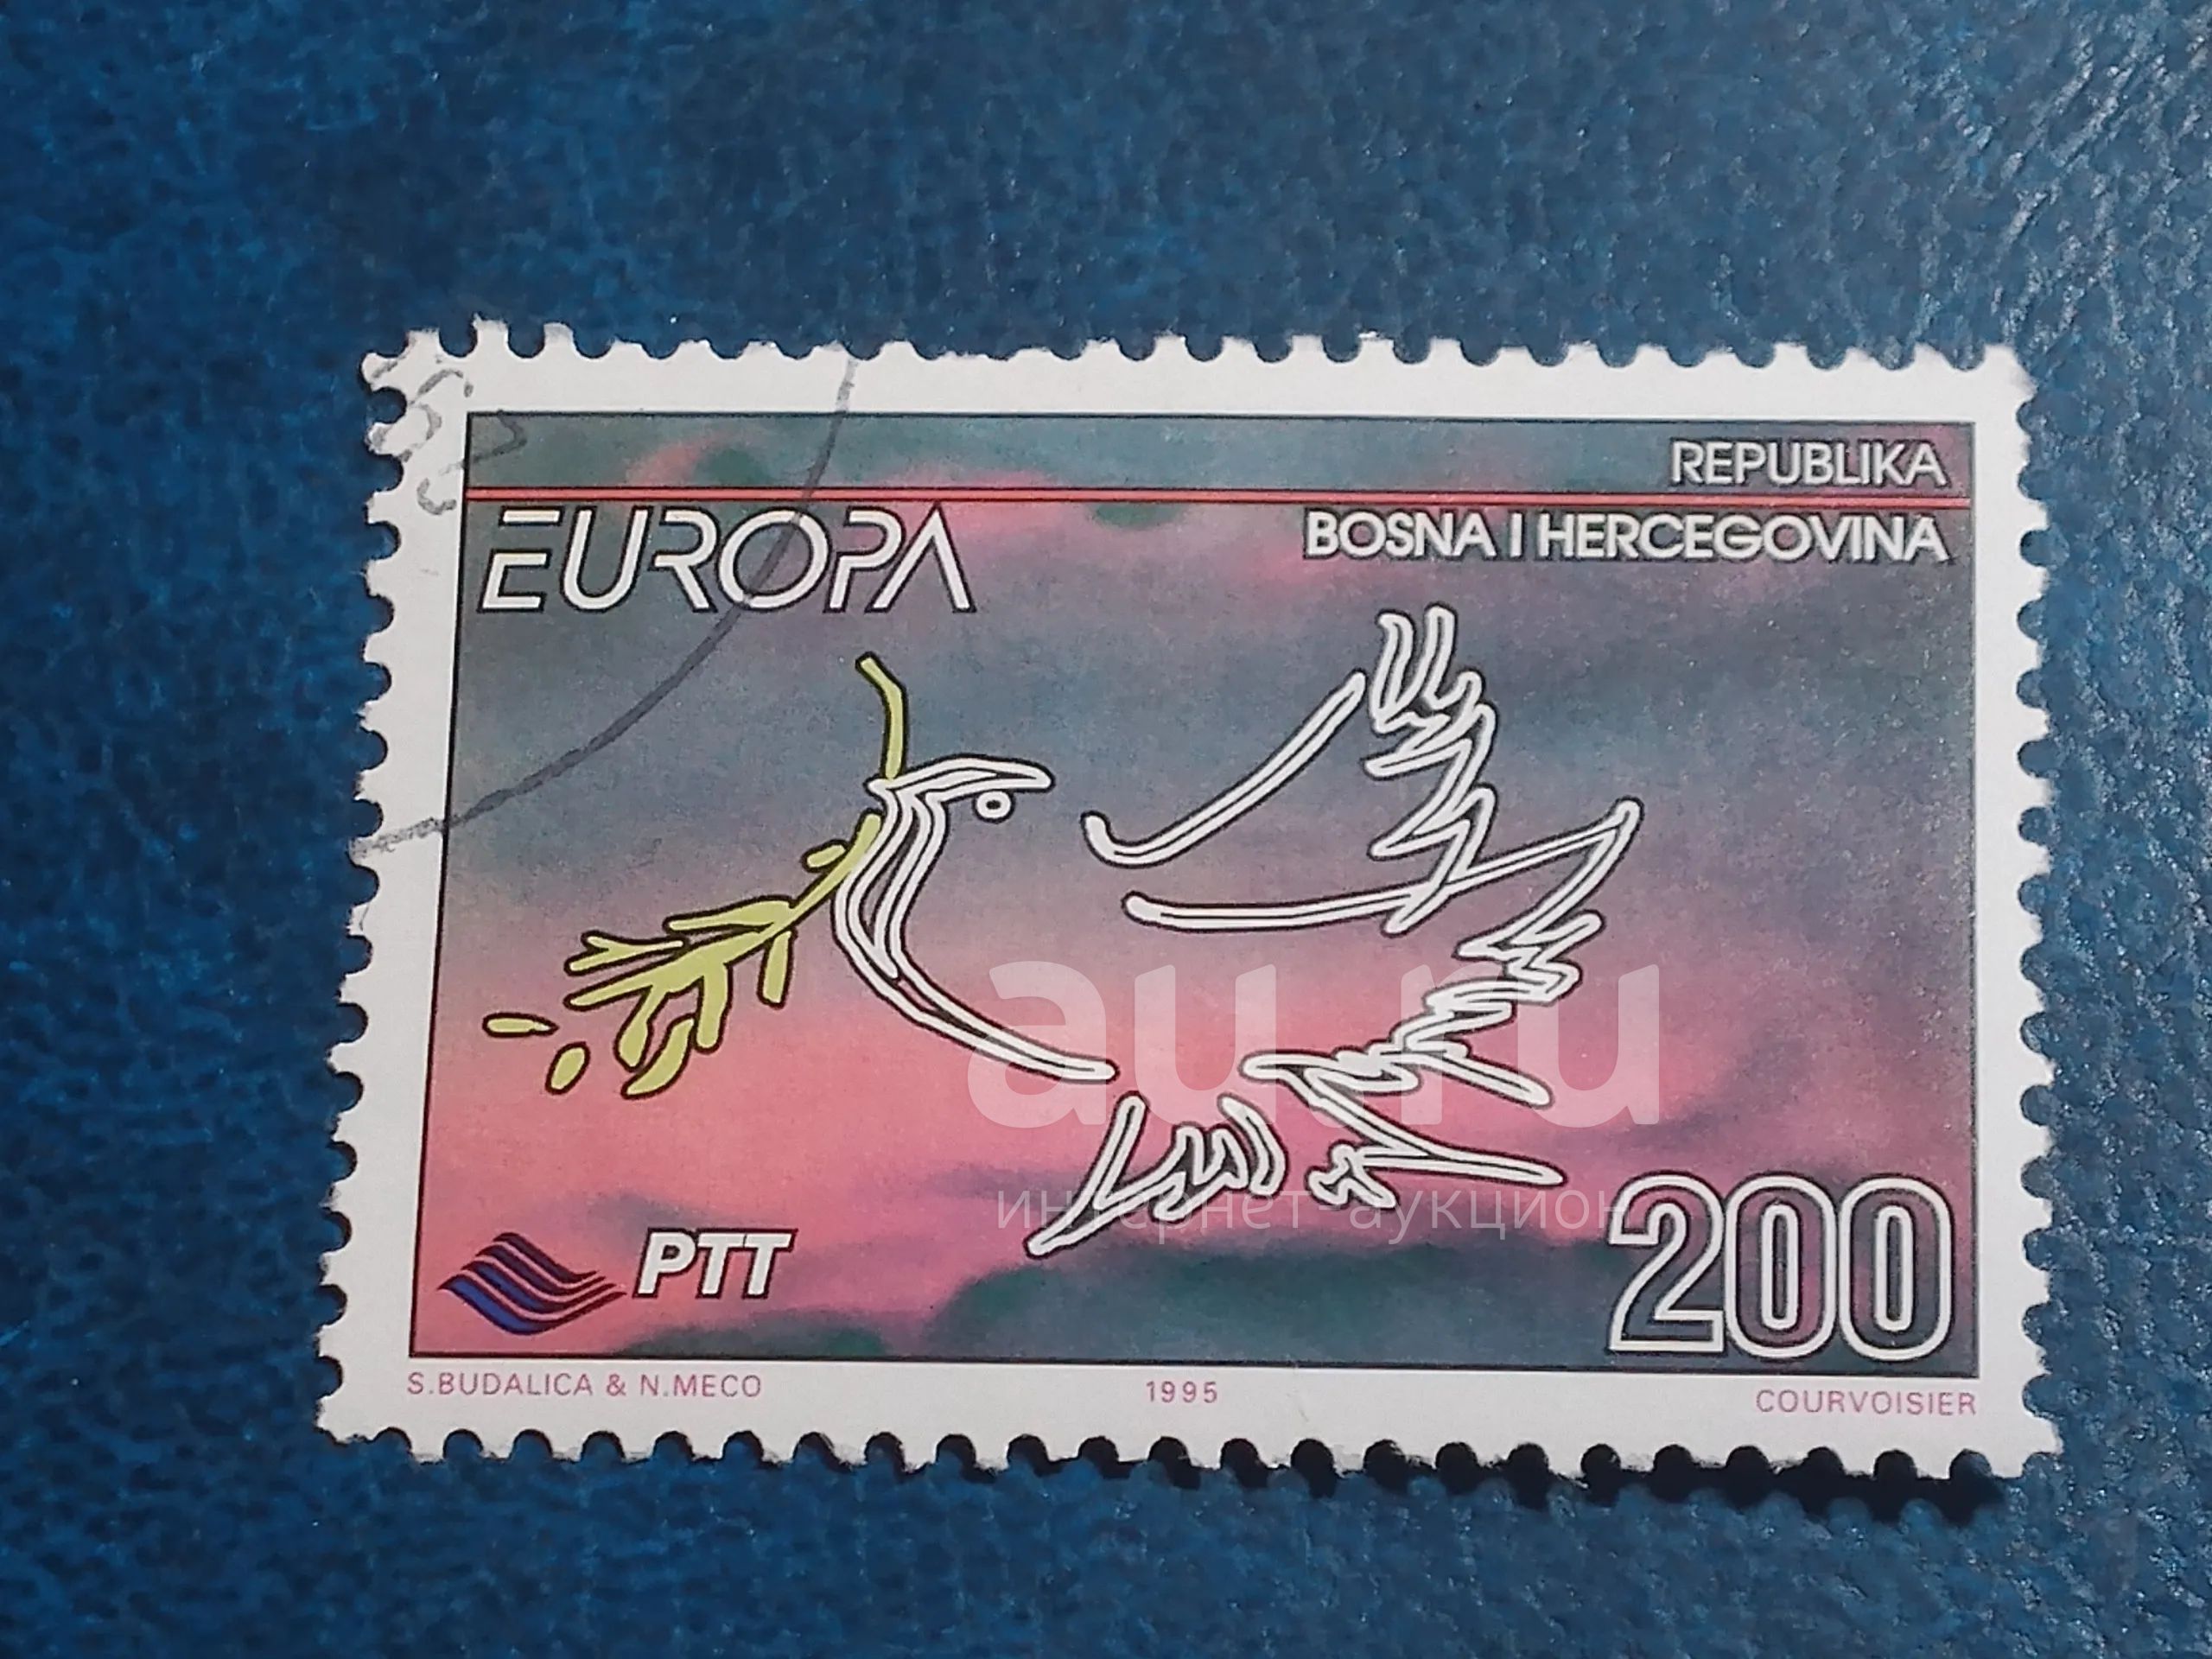 REPUBLIKA
EUROPA
BOSNA I HERCEGOVINA
au.ru
интернет-аукцион
PTT
200
S.BUDALICA & N.MECO
1995
COURVOISIER